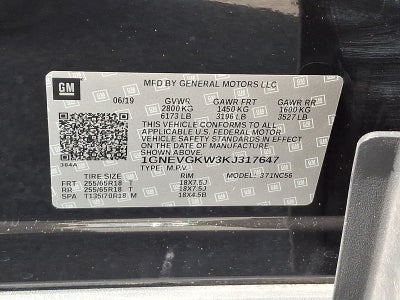 GM
MFD BY GENERAL MOTORS LLC
06/19 GVWR GAWR FRT GAWR RR
2800 KG 1450 KG 1600 KG
6173 LB 3196 LB 3527 LB
THIS VEHICLE CONFORMS TO ALL
APPLICABLE U.S. FEDERAL MOTOR
VEHICLE SAFETY STANDARDS IN EFFECT
ON THE DATE OF MANUFACTURE
SHOWN ABOVE.
1GNEVGKW3KJ317647
384A TYPE: M.P.V. MODEL: 371NC56
TIRE SIZE RIM
FRT 255/65R18 T 18X7.5J
RR 255/65R18 T 18X7.5J
SPA T135/70R18 M 18X4.5B